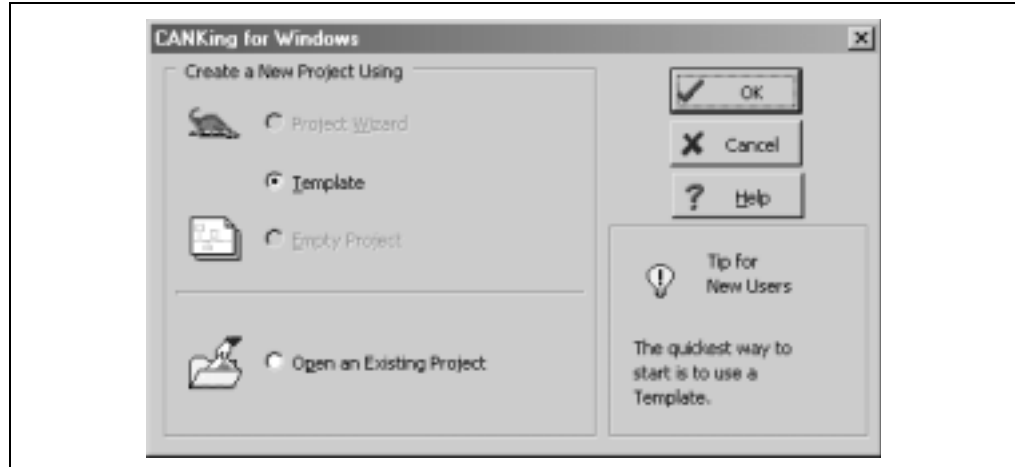 CANKing for Windows
Create a New Project Using
Project Wizard
Template
Empty Project
Open an Existing Project
OK
Cancel
Help
Tip for
New Users
The quickest way to
start is to use a
Template.